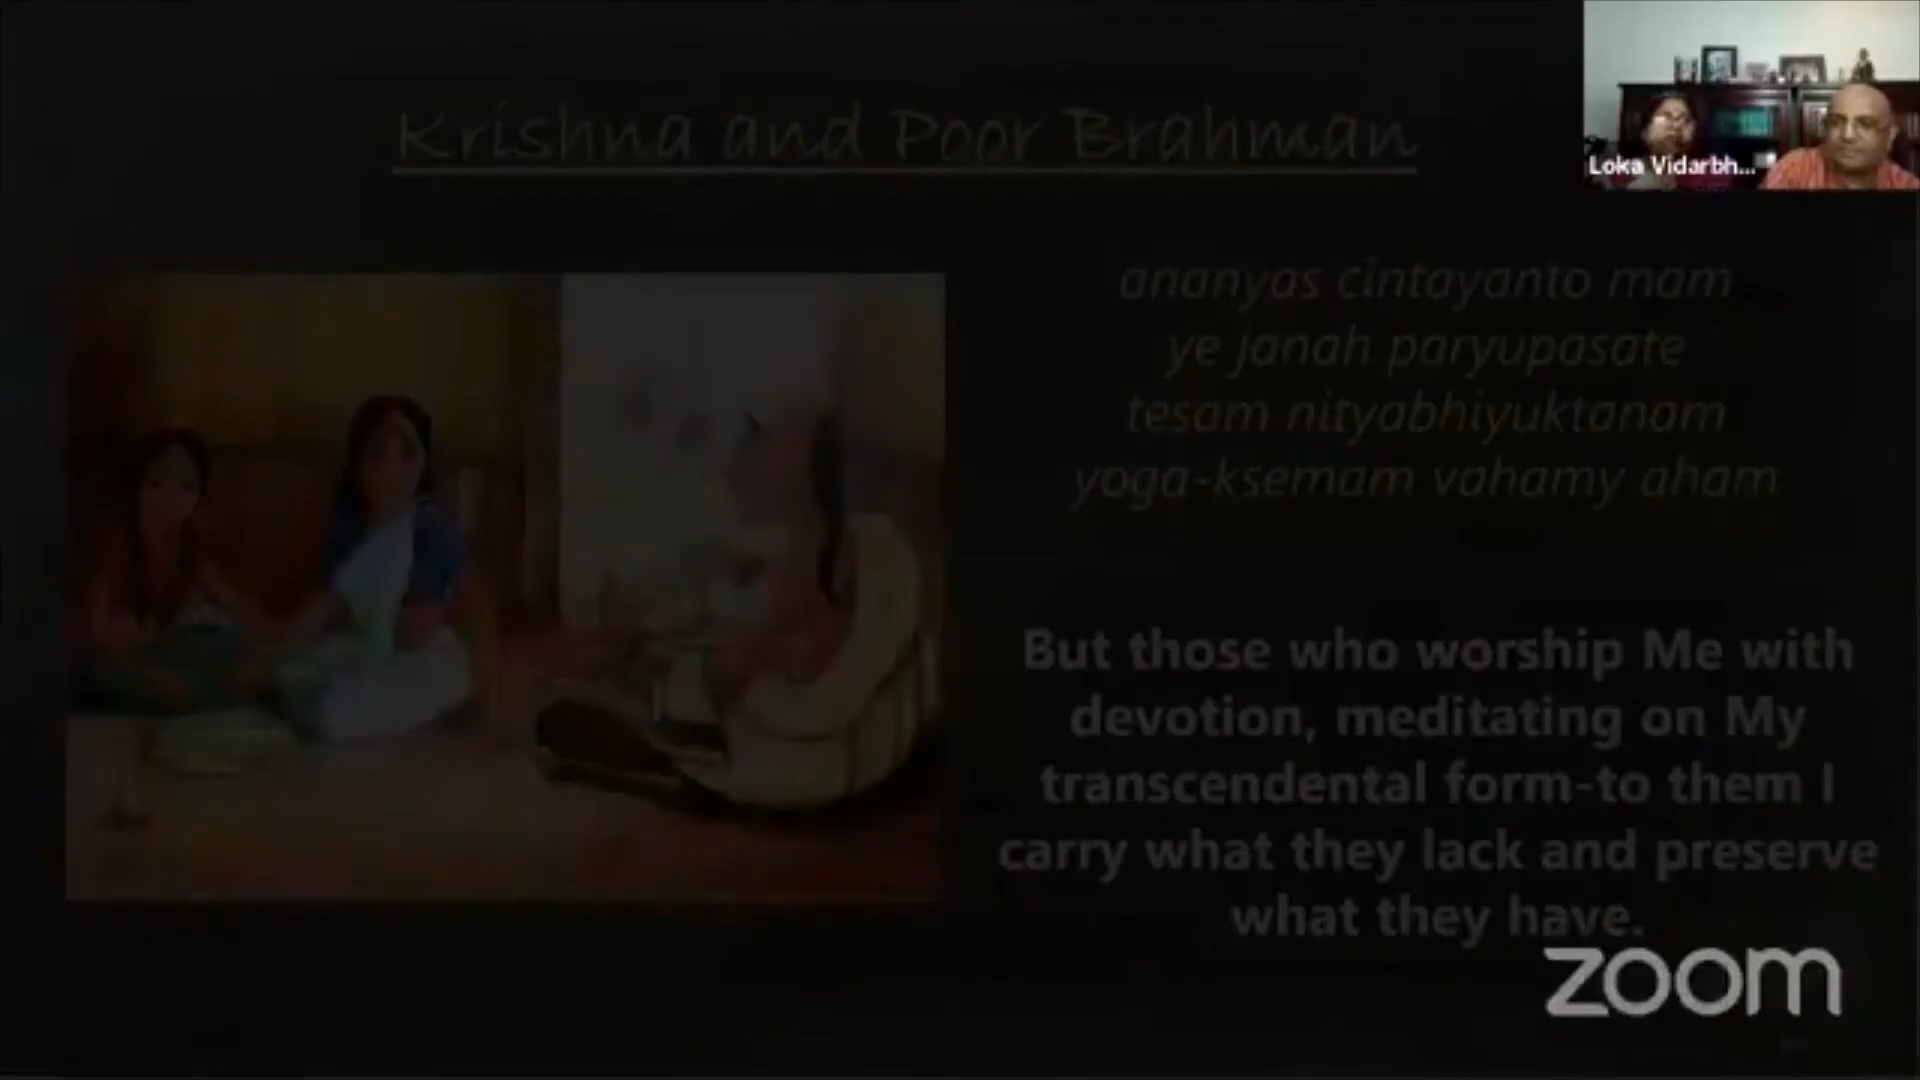 Krishna and Poor Brahman
Loka Vidarbh...
ananyas cintayanto mam
ye janah paryupasate
tesam nityabhiyuktanam
yoga-ksemam vahamy aham
But those who worship Me with
devotion, meditating on My
transcendental form-to them I
carry what they lack and preserve
what they have.
zoom